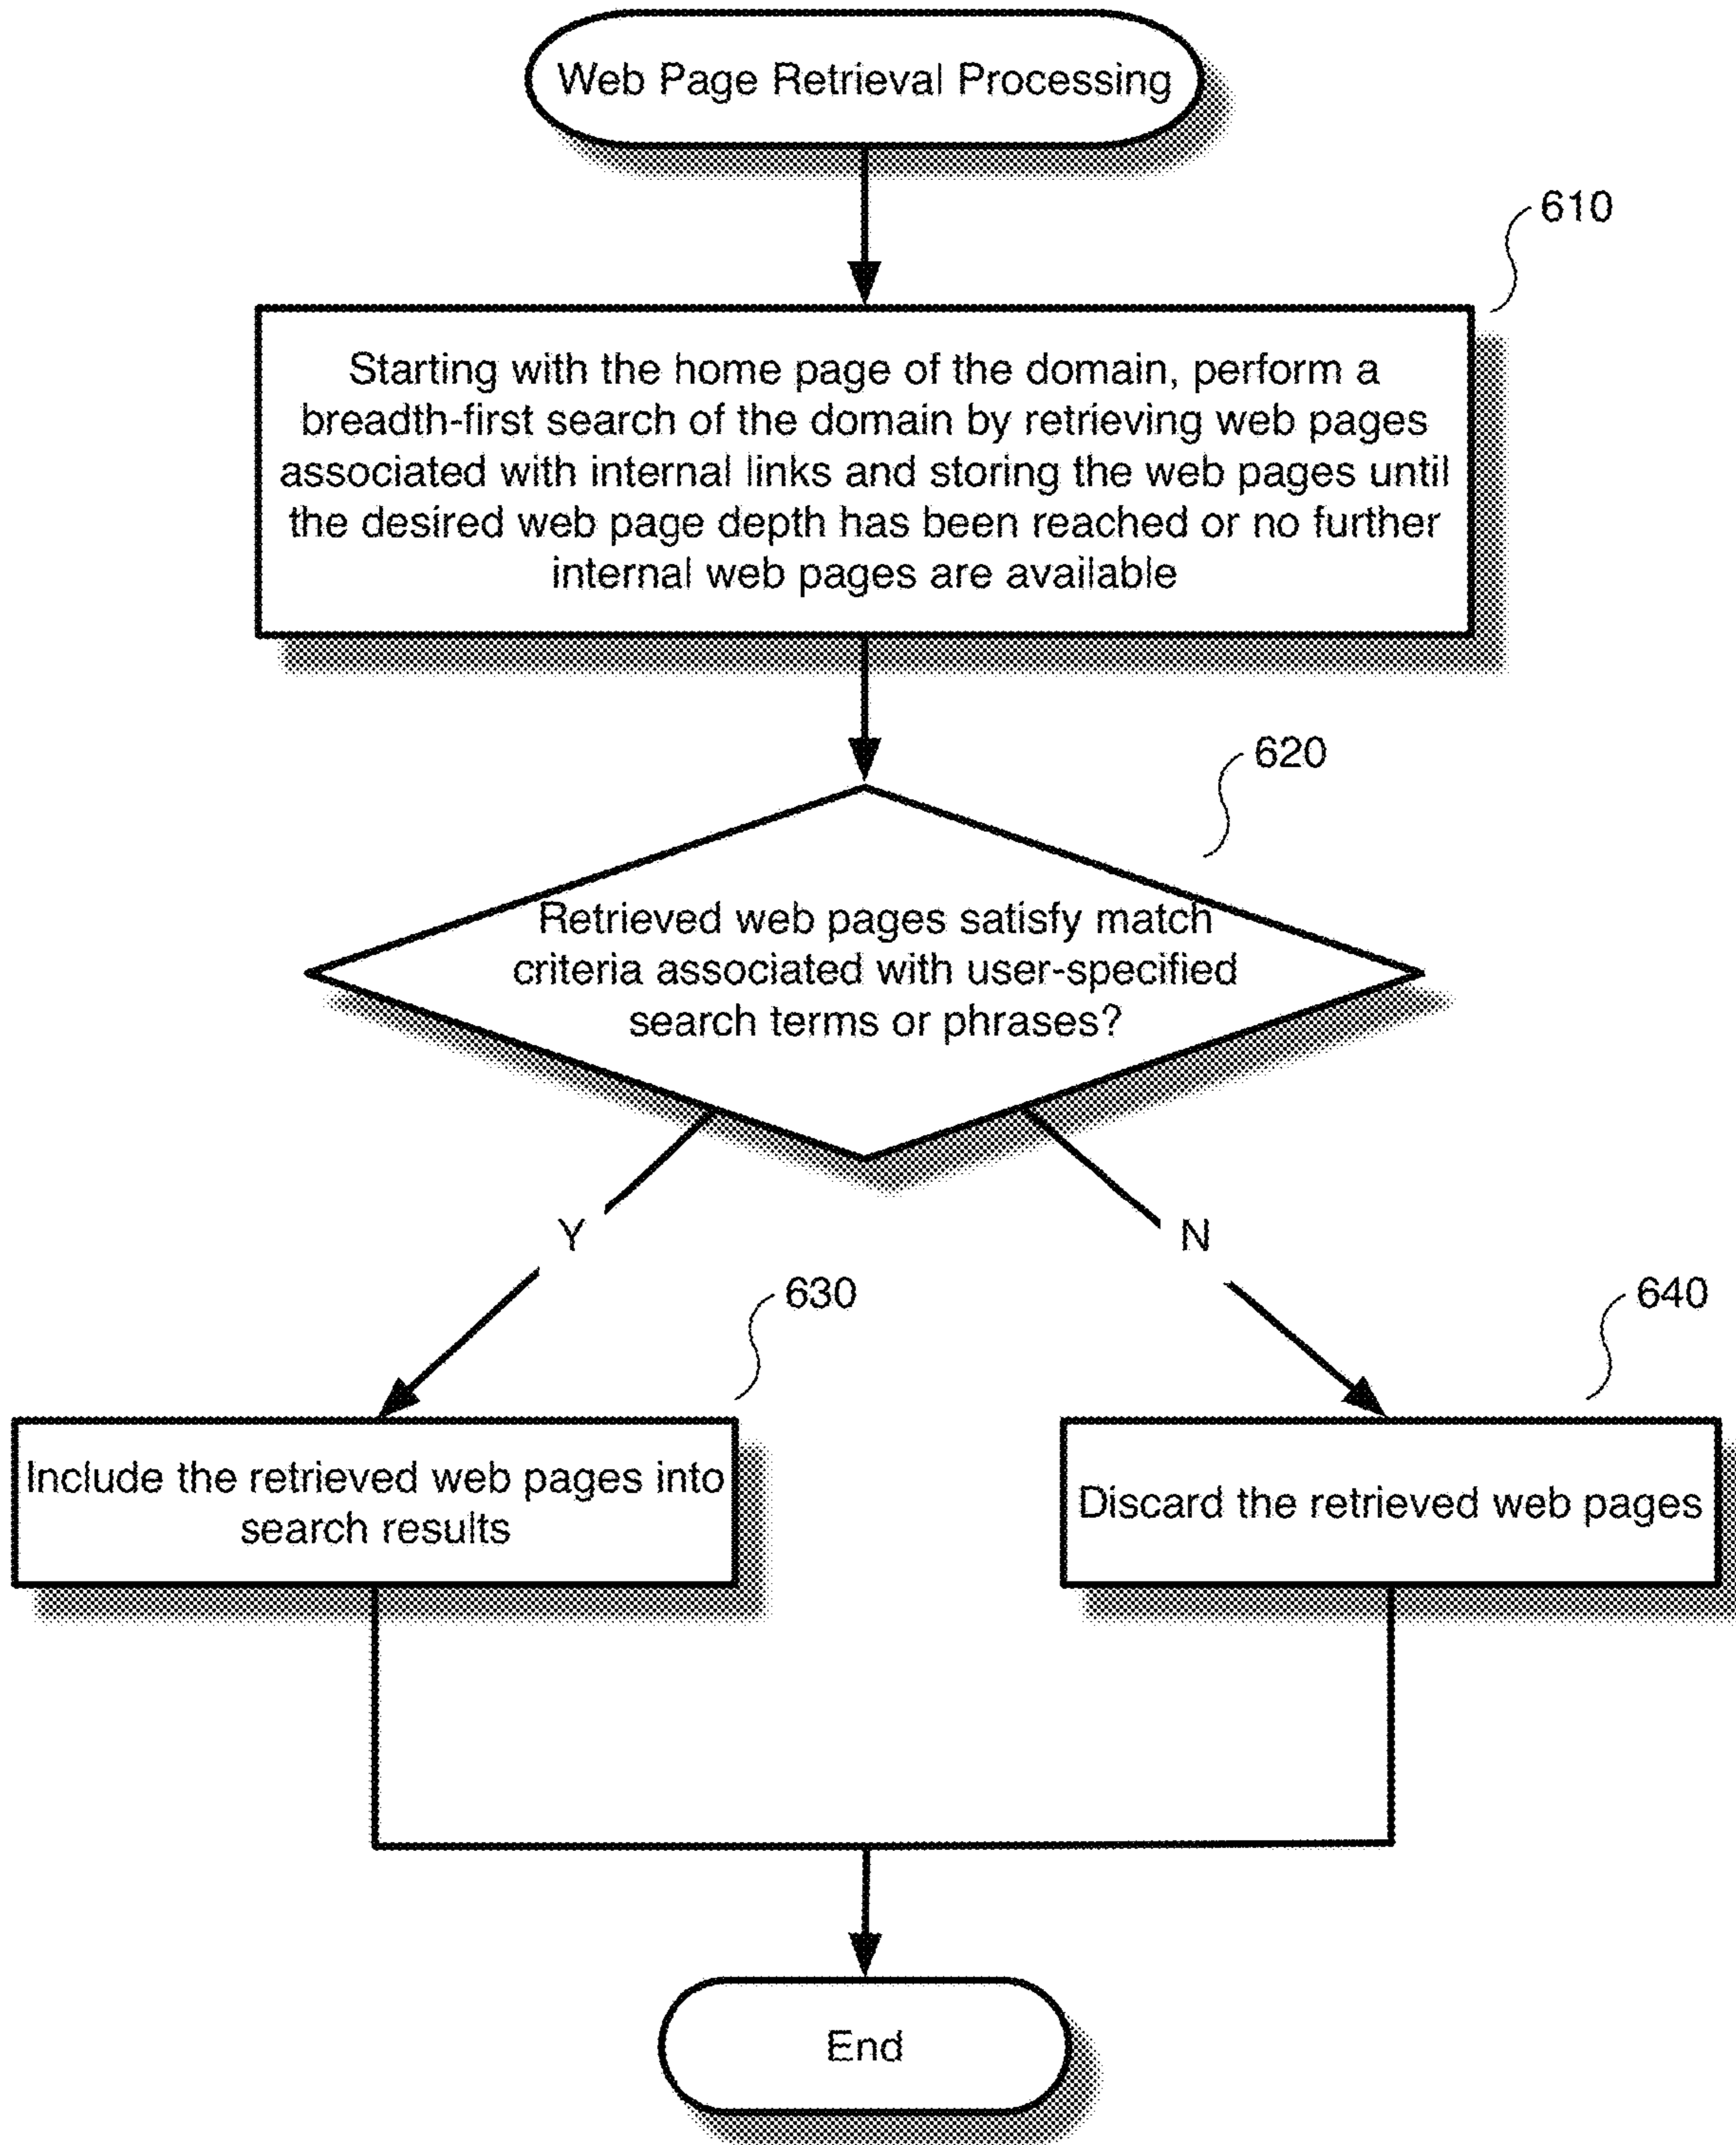 Web Page Retrieval Processing
610
Starting with the home page of the domain, perform a
breadth-first search of the domain by retrieving web pages
associated with internal links and storing the web pages until
the desired web page depth has been reached or no further
internal web pages are available
620
Retrieved web pages satisfy match
criteria associated with user-specified
search terms or phrases?
Y
N
630
640
Include the retrieved web pages into
search results
Discard the retrieved web pages
End